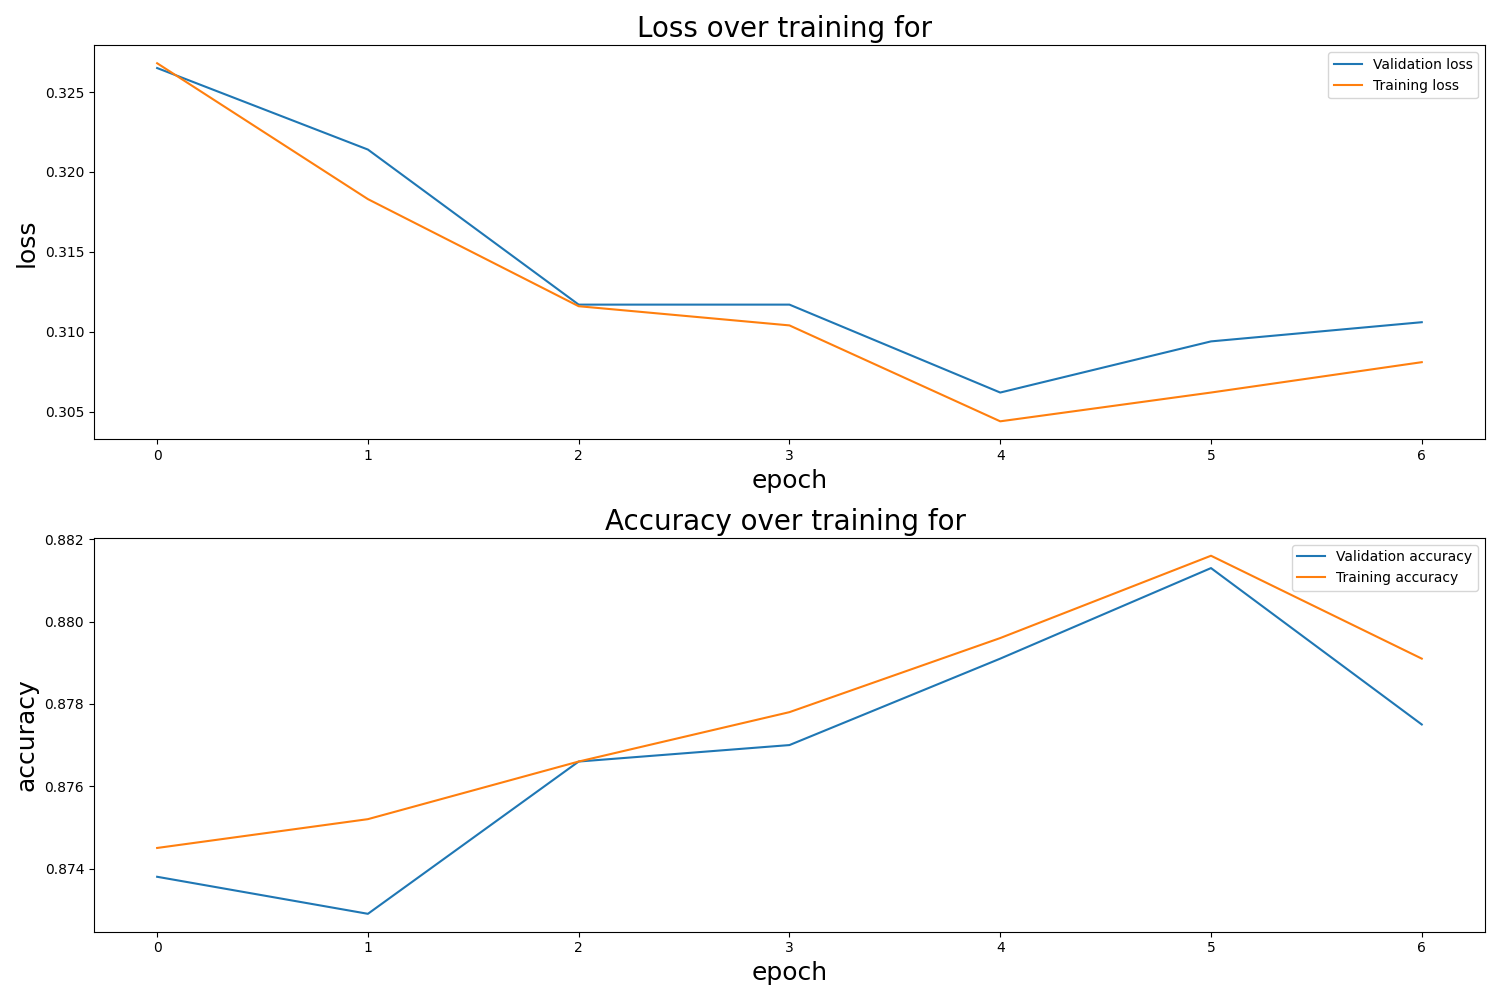 Loss over training for
Validation loss
Training loss
0.325
0.320
0.315
0.310
0.305
loss
0 1 2 3 4 5 6
epoch
Accuracy over training for
Validation accuracy
Training accuracy
0.882
0.880
0.878
0.876
0.874
accuracy
0 1 2 3 4 5 6
epoch